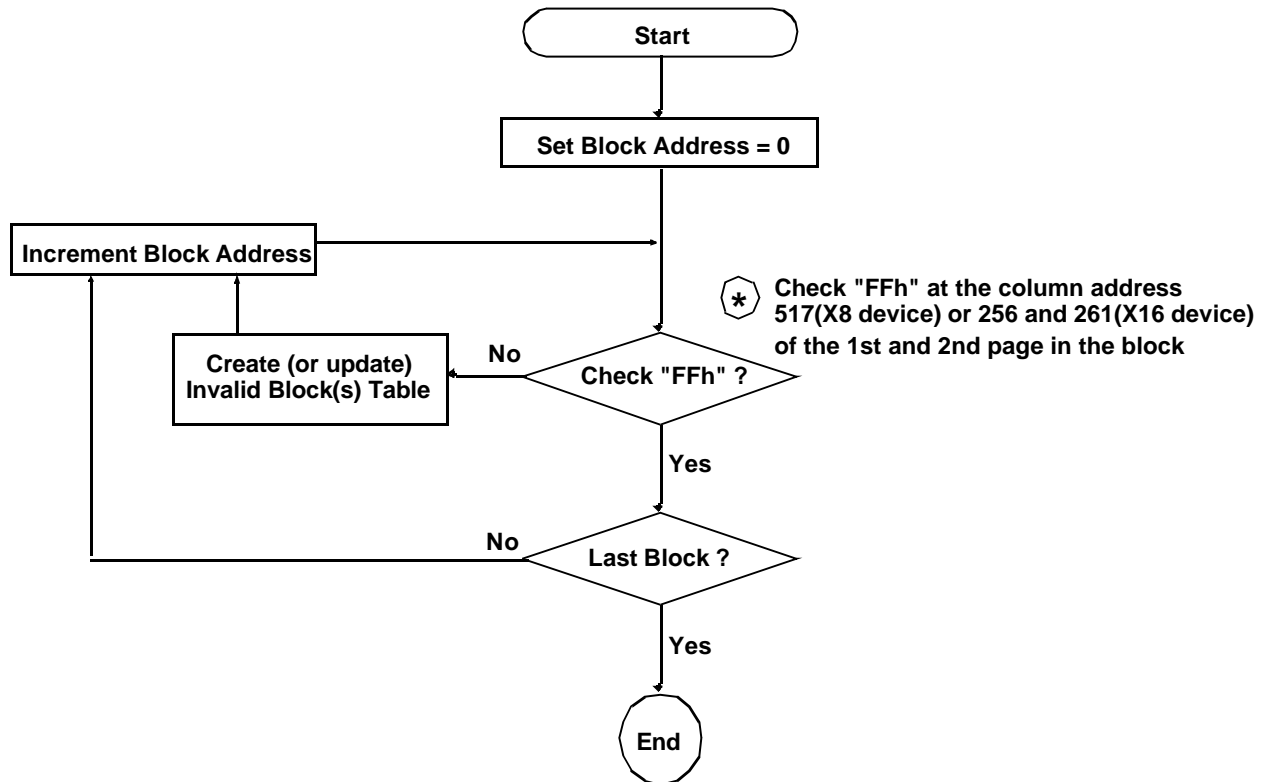 Start
Set Block Address = 0
Increment Block Address
* Check "FFh" at the column address
517(X8 device) or 256 and 261(X16 device)
of the 1st and 2nd page in the block
No
Create (or update)
Invalid Block(s) Table
Check "FFh" ?
Yes
No
Last Block ?
Yes
End